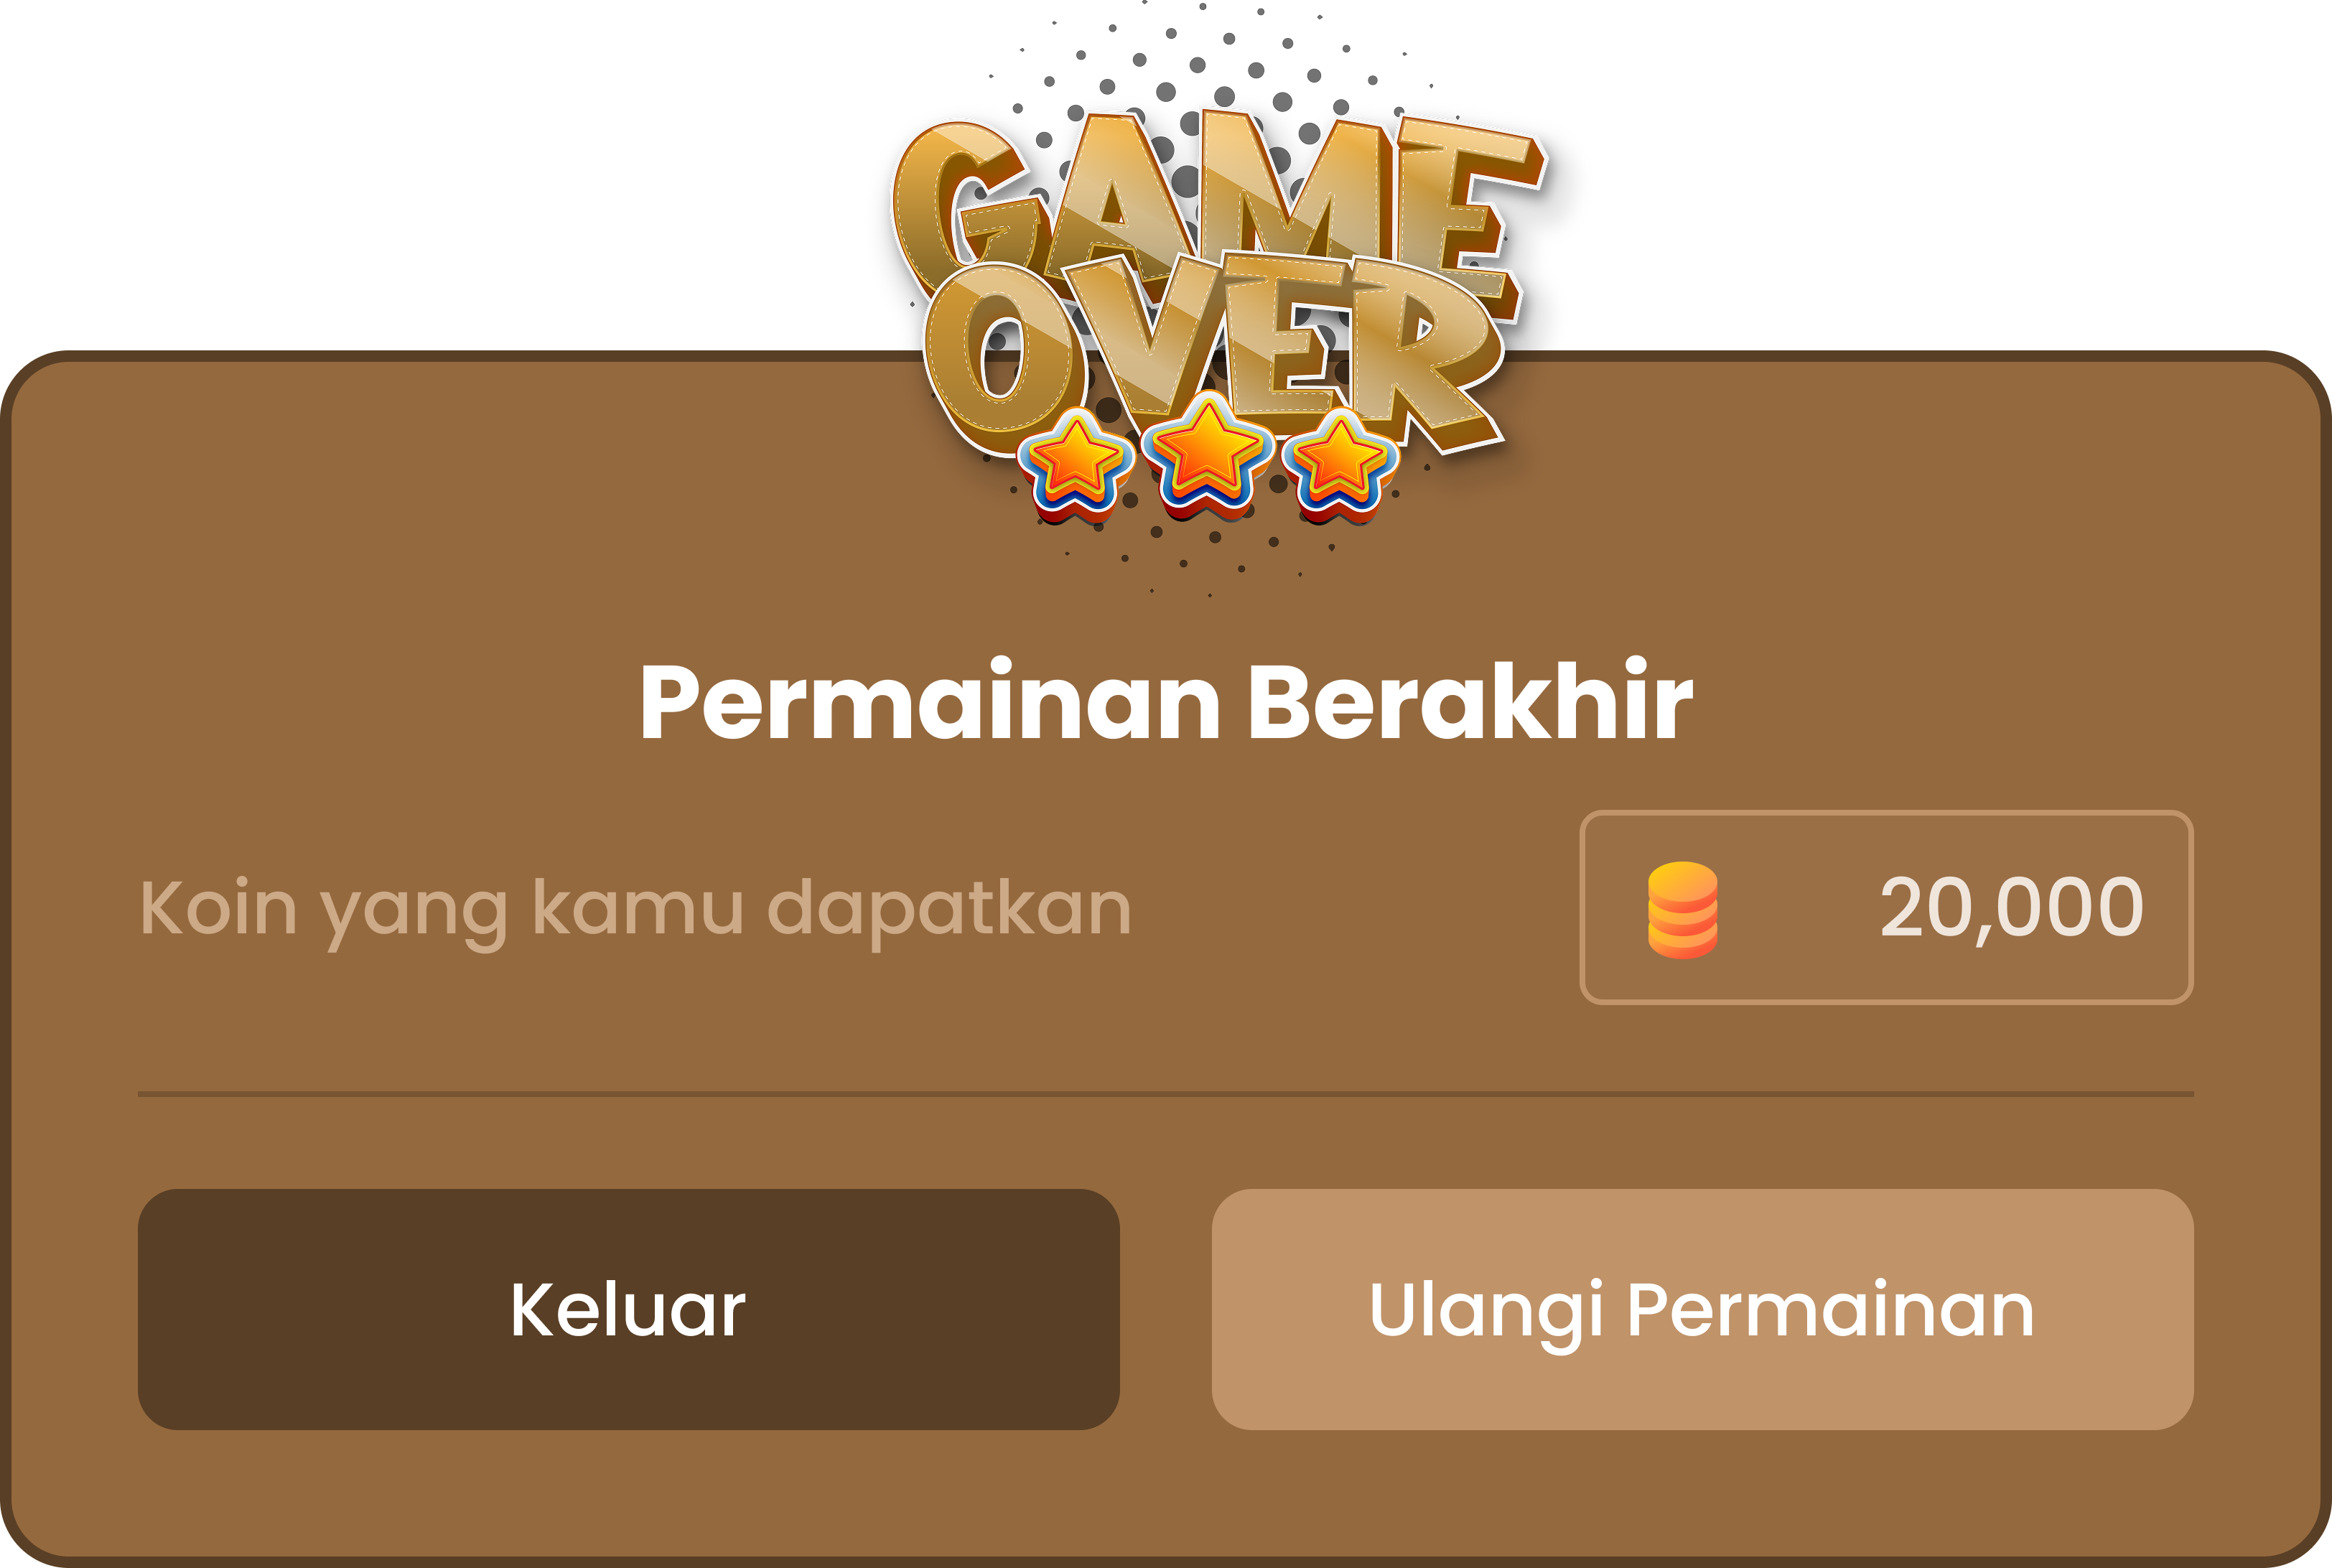 GAME
OVER
Permainan Berakhir
Koin yang kamu dapatkan
20,000
Keluar
Ulangi Permainan